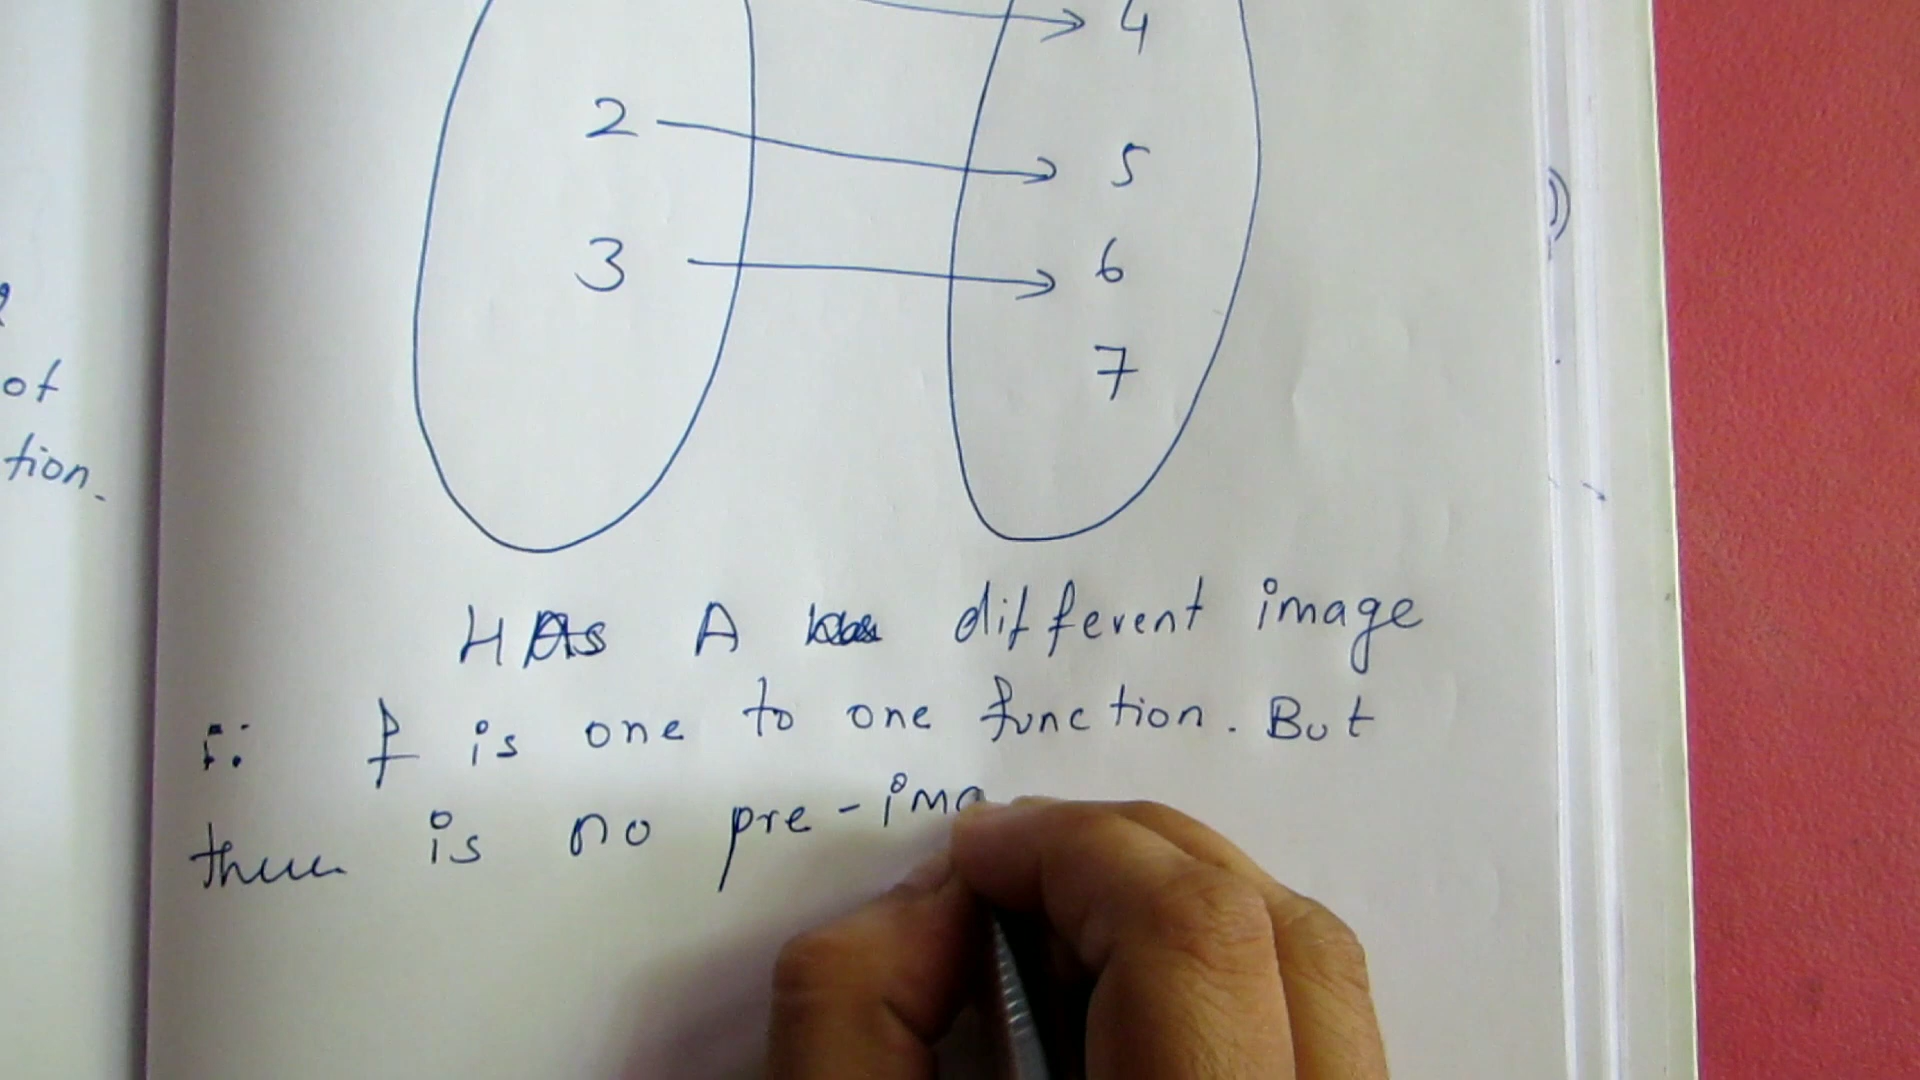 4
2 5
3 6
7
of
tion.
HAs A has different image
∴ f is one to one function. But
there is no pre-ima